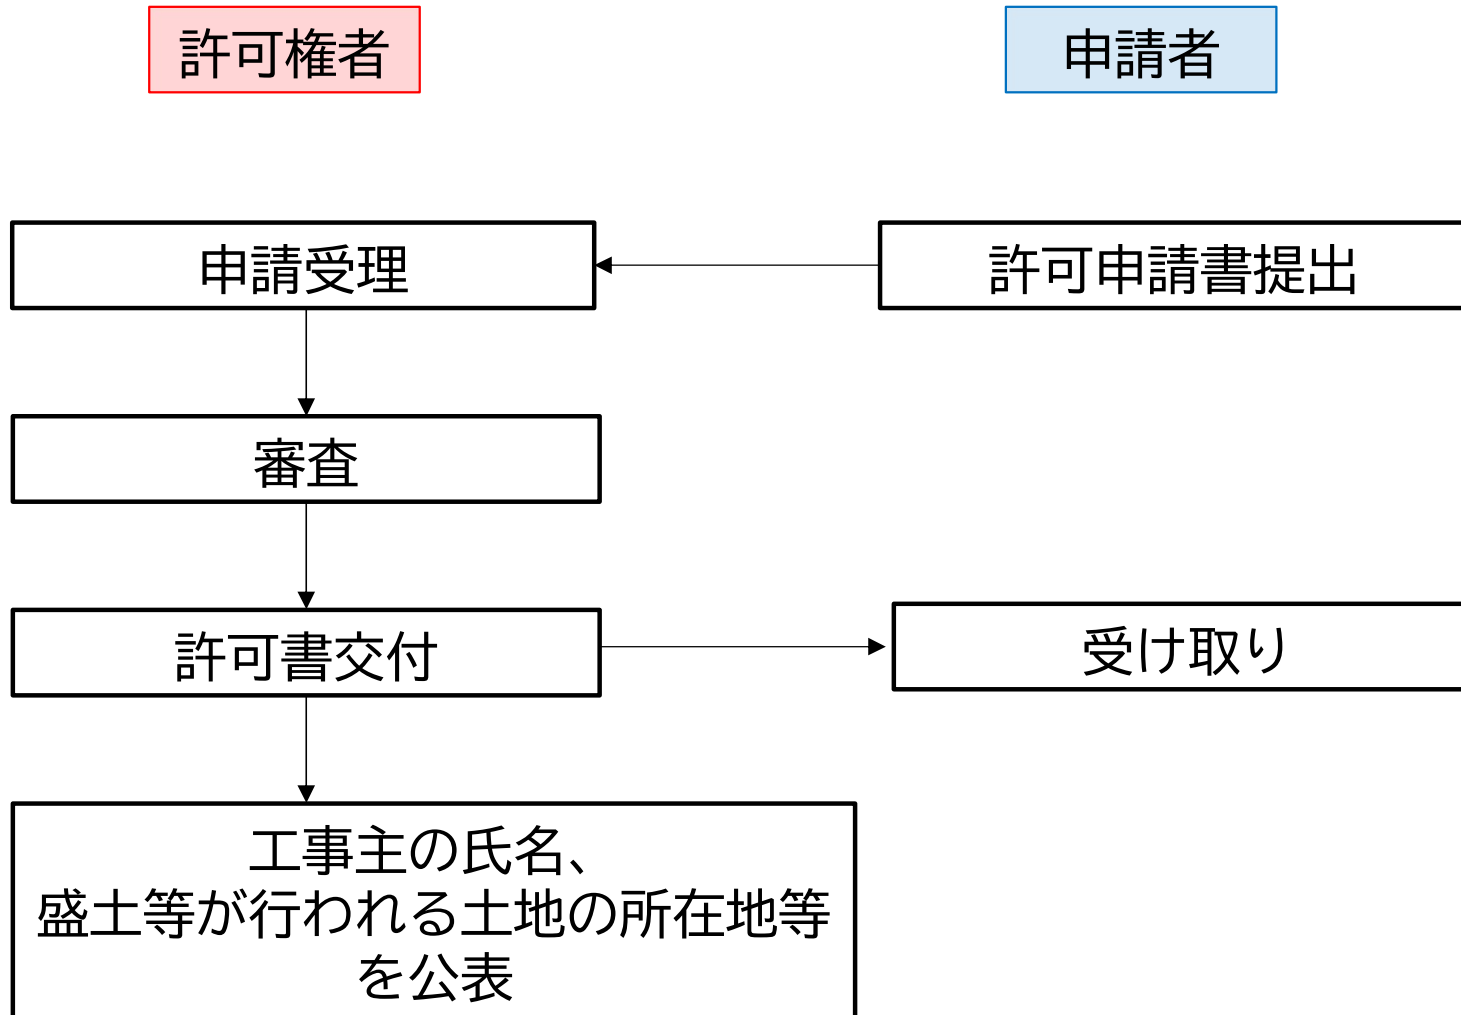 許可権者
申請者
申請受理
許可申請書提出
審査
許可書交付
受け取り
工事主の氏名、
盛土等が行われる土地の所在地等
を公表